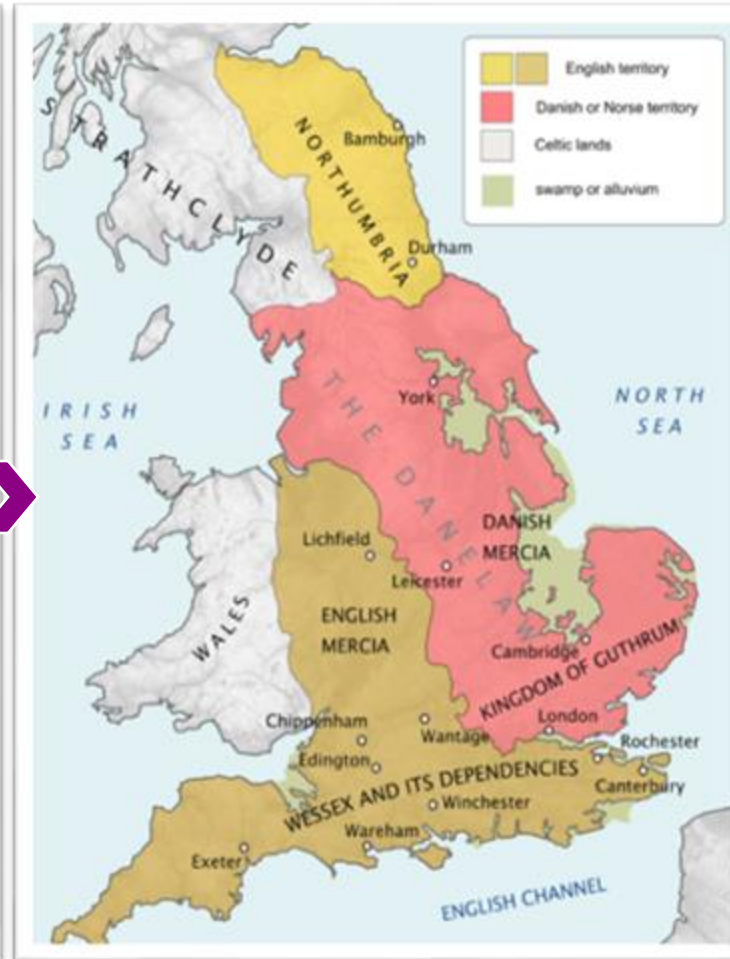 English territory
Danish or Norse territory
Celtic lands
swamp or alluvium
STRATHCLYDE
NORTHUMBRIA
Bamburgh
Durham
IRISH
SEA
NORTH
SEA
York
THE DANELAW
DANISH
MERCIA
Lichfield
Leicester
ENGLISH
MERCIA
WALES
Cambridge
KINGDOM OF GUTHRUM
Chippenham
Wantage
London
Rochester
Edington
Canterbury
WESSEX AND ITS DEPENDENCIES
Winchester
Wareham
Exeter
ENGLISH CHANNEL